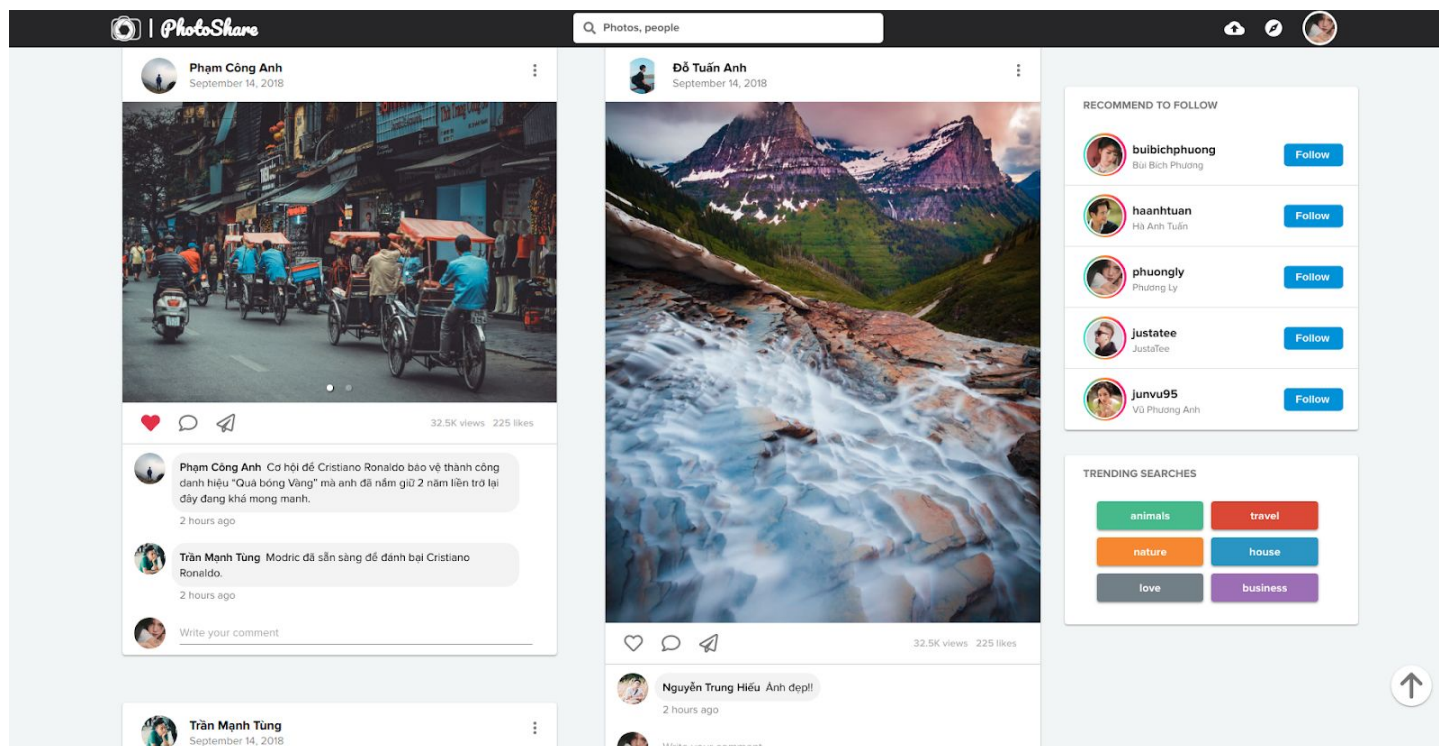 PhotoShare
Photos, people
Phạm Công Anh
September 14, 2018
32.5K views 225 likes
Phạm Công Anh Cơ hội để Cristiano Ronaldo bảo vệ thành công
danh hiệu “Quả bóng Vàng” mà anh đã nắm giữ 2 năm liền trở lại
đây đang khá mong manh.
2 hours ago
Trần Mạnh Tùng Modric đã sẵn sàng để đánh bại Cristiano
Ronaldo.
2 hours ago
Write your comment
Trần Mạnh Tùng
September 14, 2018
Đỗ Tuấn Anh
September 14, 2018
32.5K views 225 likes
Nguyễn Trung Hiếu Ảnh đẹp!!
2 hours ago
Write your comment
RECOMMEND TO FOLLOW
buibichphuong
Bùi Bích Phương
Follow
haanhtuan
Hà Anh Tuấn
Follow
phuongly
Phương Ly
Follow
justatee
JustaTee
Follow
junvu95
Vũ Phương Anh
Follow
TRENDING SEARCHES
animals travel
nature house
love business